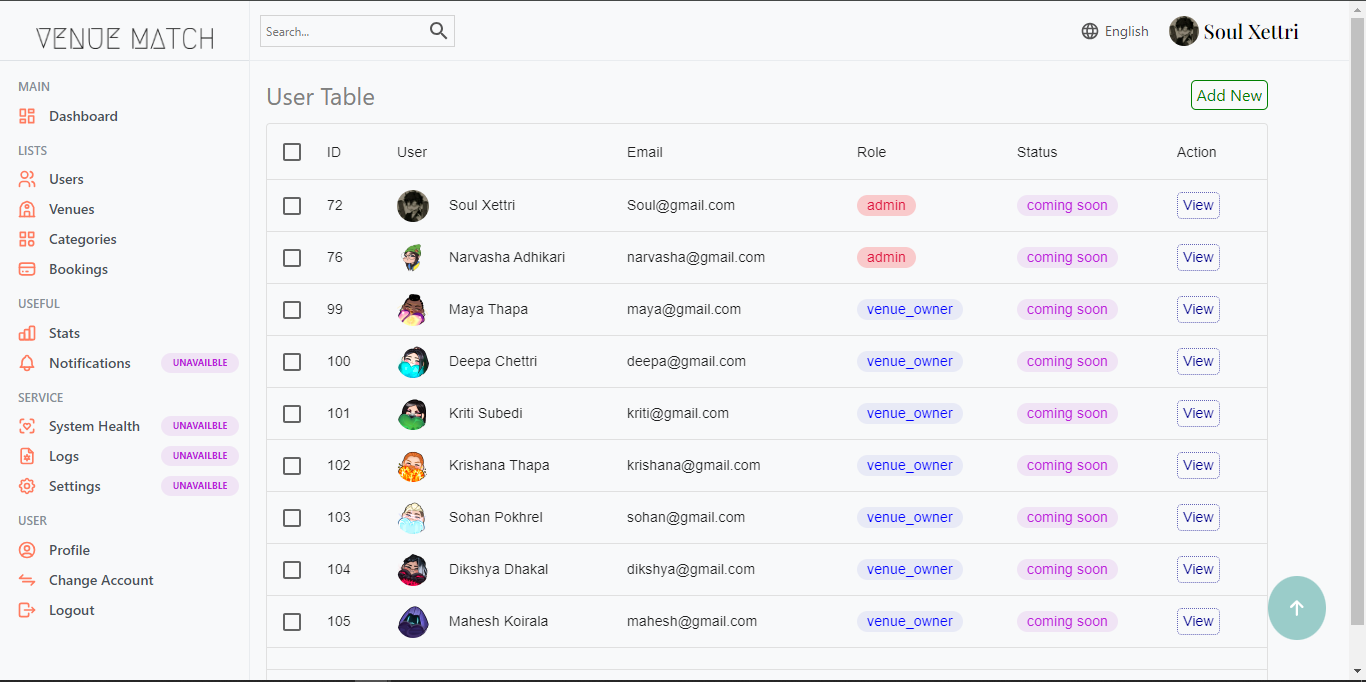 VENUE MATCH
Search...
English
Soul Xettri
MAIN
Dashboard
LISTS
Users
Venues
Categories
Bookings
USEFUL
Stats
Notifications UNAVAILBLE
SERVICE
System Health UNAVAILBLE
Logs UNAVAILBLE
Settings UNAVAILBLE
USER
Profile
Change Account
Logout
User Table
Add New
ID User Email Role Status Action
72 Soul Xettri Soul@gmail.com admin coming soon View
76 Narvasha Adhikari narvasha@gmail.com admin coming soon View
99 Maya Thapa maya@gmail.com venue_owner coming soon View
100 Deepa Chettri deepa@gmail.com venue_owner coming soon View
101 Kriti Subedi kriti@gmail.com venue_owner coming soon View
102 Krishana Thapa krishana@gmail.com venue_owner coming soon View
103 Sohan Pokhrel sohan@gmail.com venue_owner coming soon View
104 Dikshya Dhakal dikshya@gmail.com venue_owner coming soon View
105 Mahesh Koirala mahesh@gmail.com venue_owner coming soon View